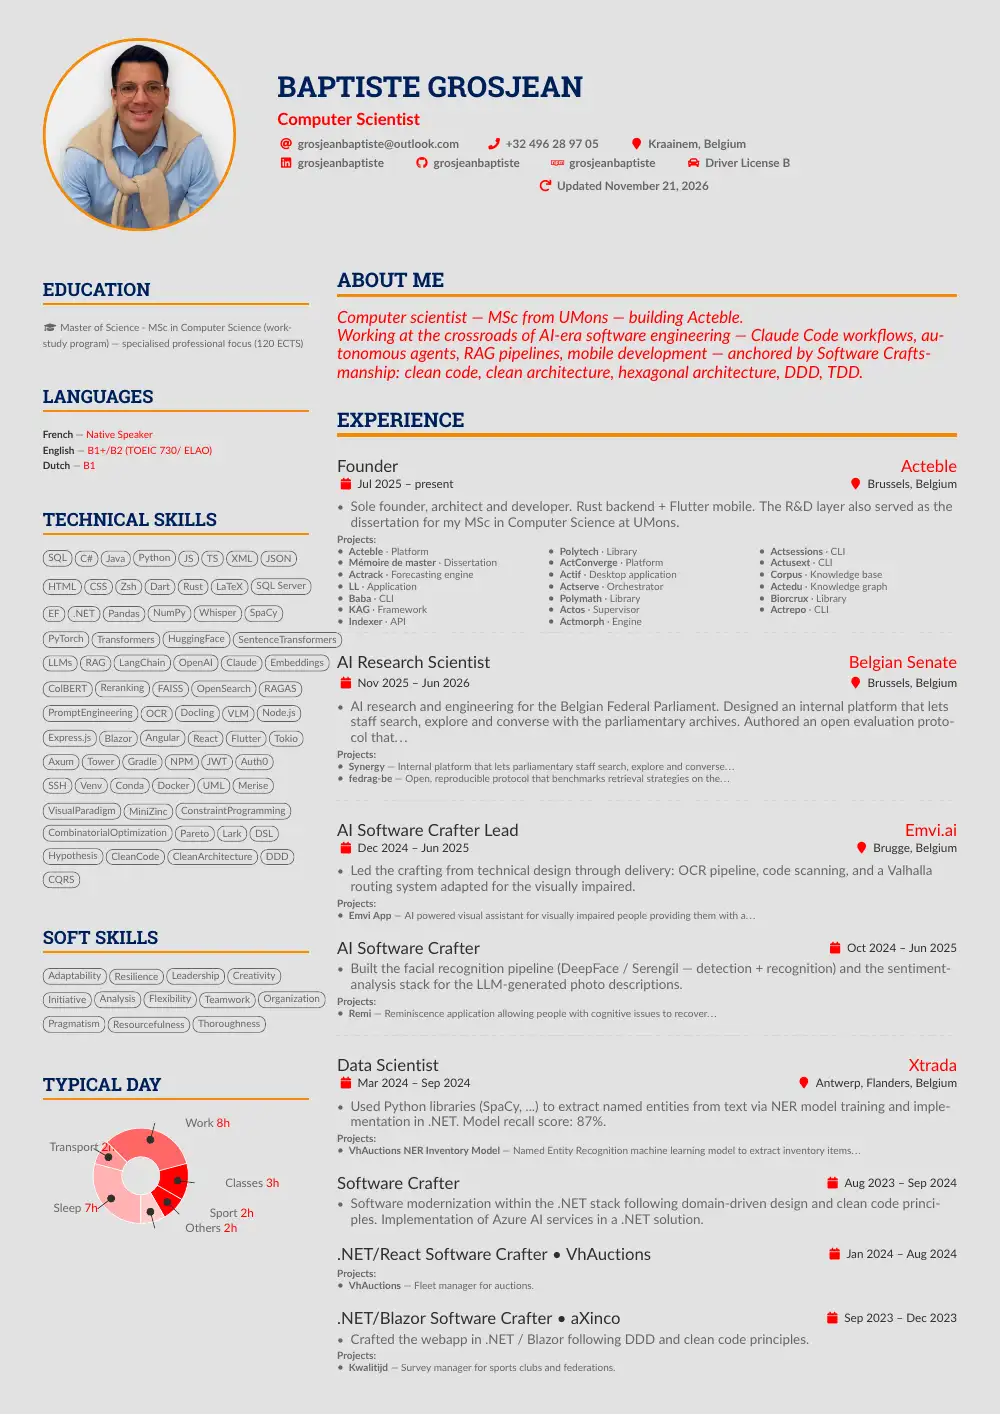 BAPTISTE GROSJEAN
Computer Scientist
grosjeanbaptiste@outlook.com +32 496 28 97 05 Kraainem, Belgium
grosjeanbaptiste grosjeanbaptiste grosjeanbaptiste Driver License B
Updated November 21, 2026
EDUCATION
Master of Science - MSc in Computer Science (work-
study program) — specialised professional focus (120 ECTS)
LANGUAGES
French — Native Speaker
English — B1+/B2 (TOEIC 730/ ELAO)
Dutch — B1
TECHNICAL SKILLS
SQL C# Java Python JS TS XML JSON
HTML CSS Zsh Dart Rust LaTeX SQL Server
EF .NET Pandas NumPy Whisper SpaCy
PyTorch Transformers HuggingFace SentenceTransformers
LLMs RAG LangChain OpenAI Claude Embeddings
ColBERT Reranking FAISS OpenSearch RAGAS
PromptEngineering OCR Docling VLM Node.js
Express.js Blazor Angular React Flutter Tokio
Axum Tower Gradle NPM JWT Auth0
SSH Venv Conda Docker UML Merise
VisualParadigm MiniZinc ConstraintProgramming
CombinatorialOptimization Pareto Lark DSL
Hypothesis CleanCode CleanArchitecture DDD
CQRS
SOFT SKILLS
Adaptability Resilience Leadership Creativity
Initiative Analysis Flexibility Teamwork Organization
Pragmatism Resourcefulness Thoroughness
TYPICAL DAY
Work 8h
Transport 2h
Classes 3h
Sleep 7h
Sport 2h
Others 2h
ABOUT ME
Computer scientist — MSc from UMons — building Acteble.
Working at the crossroads of AI-era software engineering — Claude Code workflows, au-
tonomous agents, RAG pipelines, mobile development — anchored by Software Crafts-
manship: clean code, clean architecture, hexagonal architecture, DDD, TDD.
EXPERIENCE
Founder Acteble
Jul 2025 – present Brussels, Belgium
• Sole founder, architect and developer. Rust backend + Flutter mobile. The R&D layer also served as the
dissertation for my MSc in Computer Science at UMons.
Projects:
• Acteble · Platform • Polytech · Library • Actsessions · CLI
• Mémoire de master · Dissertation • ActConverge · Platform • Actusext · CLI
• Actrack · Forecasting engine • Actif · Desktop application • Corpus · Knowledge base
• LL · Application • Actserve · Orchestrator • Actedu · Knowledge graph
• Baba · CLI • Polymath · Library • Biorcrux · Library
• KAG · Framework • Actos · Supervisor • Actrepo · CLI
• Indexer · API • Actmorph · Engine
AI Research Scientist Belgian Senate
Nov 2025 – Jun 2026 Brussels, Belgium
• AI research and engineering for the Belgian Federal Parliament. Designed an internal platform that lets
staff search, explore and converse with the parliamentary archives. Authored an open evaluation proto-
col that…
Projects:
• Synergy — Internal platform that lets parliamentary staff search, explore and converse…
• fedrag-be — Open, reproducible protocol that benchmarks retrieval strategies on the…
AI Software Crafter Lead Emvi.ai
Dec 2024 – Jun 2025 Brugge, Belgium
• Led the crafting from technical design through delivery: OCR pipeline, code scanning, and a Valhalla
routing system adapted for the visually impaired.
Projects:
• Emvi App — AI powered visual assistant for visually impaired people providing them with a…
AI Software Crafter Oct 2024 – Jun 2025
• Built the facial recognition pipeline (DeepFace / Serengil — detection + recognition) and the sentiment-
analysis stack for the LLM-generated photo descriptions.
Projects:
• Remi — Reminiscence application allowing people with cognitive issues to recover…
Data Scientist Xtrada
Mar 2024 – Sep 2024 Antwerp, Flanders, Belgium
• Used Python libraries (SpaCy, ...) to extract named entities from text via NER model training and imple-
mentation in .NET. Model recall score: 87%.
Projects:
• VhAuctions NER Inventory Model — Named Entity Recognition machine learning model to extract inventory items…
Software Crafter Aug 2023 – Sep 2024
• Software modernization within the .NET stack following domain-driven design and clean code princi-
ples. Implementation of Azure AI services in a .NET solution.
.NET/React Software Crafter • VhAuctions Jan 2024 – Aug 2024
Projects:
• VhAuctions — Fleet manager for auctions.
.NET/Blazor Software Crafter • aXinco Sep 2023 – Dec 2023
• Crafted the webapp in .NET / Blazor following DDD and clean code principles.
Projects:
• Kwalitijd — Survey manager for sports clubs and federations.